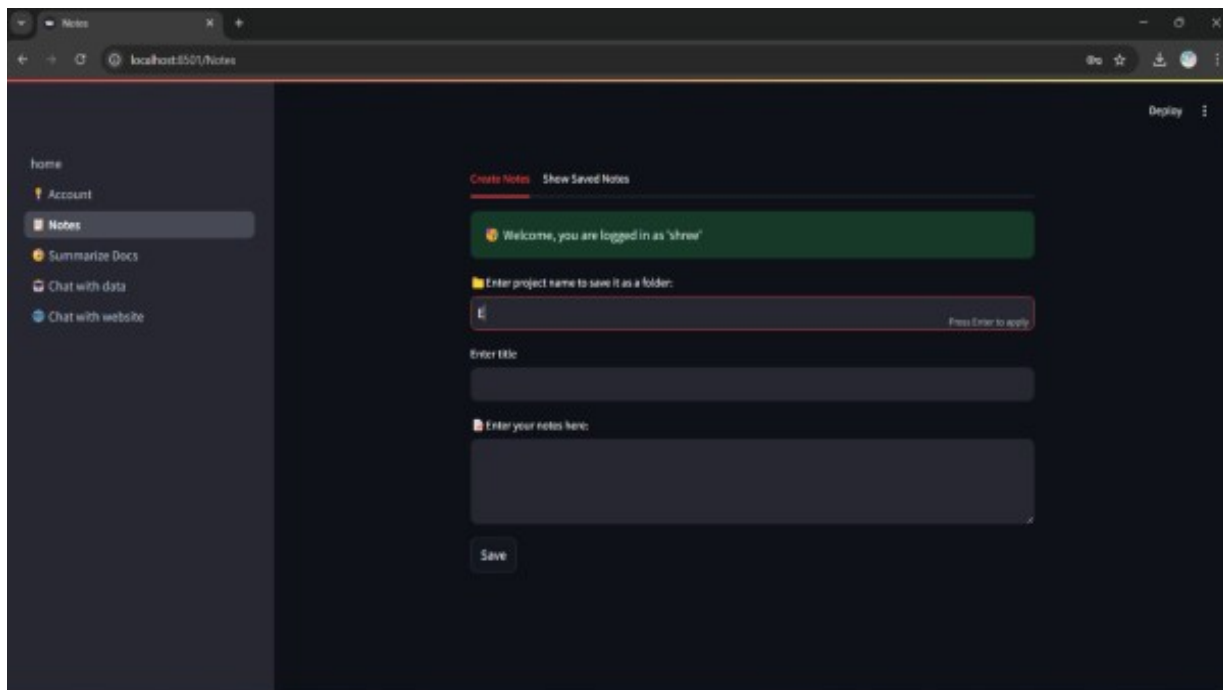 Notes
localhost:8501/Notes
Deploy
home
Account
Notes
Summarize Docs
Chat with data
Chat with website
Create Notes Show Saved Notes
Welcome, you are logged in as 'shree'
Enter project name to save it as a folder:
E
Press Enter to apply
Enter title
Enter your notes here:
Save